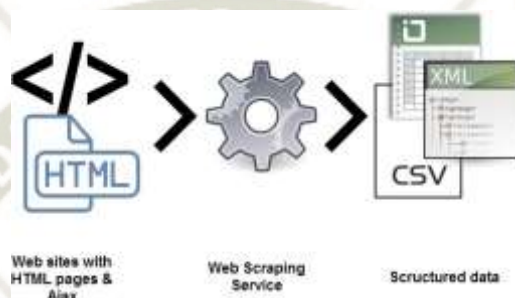 </>
HTML
XML
CSV
Web sites with
HTML pages &
Ajax
Web Scraping
Service
Scructured data